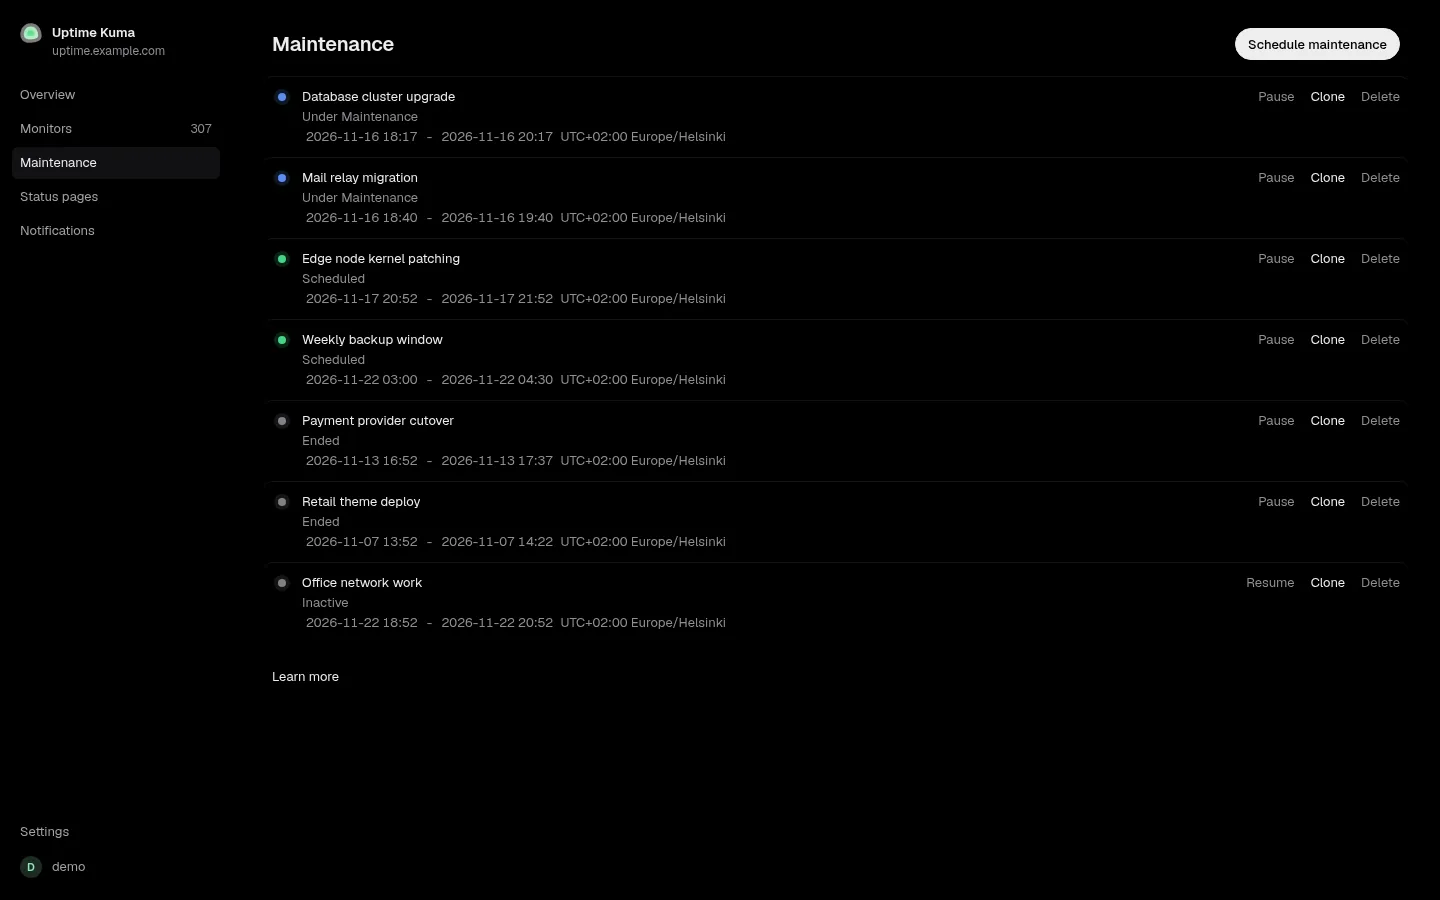 Uptime Kuma
uptime.example.com
Overview
Monitors 307
Maintenance
Status pages
Notifications
Settings
D demo
Maintenance
Schedule maintenance
Database cluster upgrade
Pause Clone Delete
Under Maintenance
2026-11-16 18:17 - 2026-11-16 20:17 UTC+02:00 Europe/Helsinki
Mail relay migration
Pause Clone Delete
Under Maintenance
2026-11-16 18:40 - 2026-11-16 19:40 UTC+02:00 Europe/Helsinki
Edge node kernel patching
Pause Clone Delete
Scheduled
2026-11-17 20:52 - 2026-11-17 21:52 UTC+02:00 Europe/Helsinki
Weekly backup window
Pause Clone Delete
Scheduled
2026-11-22 03:00 - 2026-11-22 04:30 UTC+02:00 Europe/Helsinki
Payment provider cutover
Pause Clone Delete
Ended
2026-11-13 16:52 - 2026-11-13 17:37 UTC+02:00 Europe/Helsinki
Retail theme deploy
Pause Clone Delete
Ended
2026-11-07 13:52 - 2026-11-07 14:22 UTC+02:00 Europe/Helsinki
Office network work
Resume Clone Delete
Inactive
2026-11-22 18:52 - 2026-11-22 20:52 UTC+02:00 Europe/Helsinki
Learn more